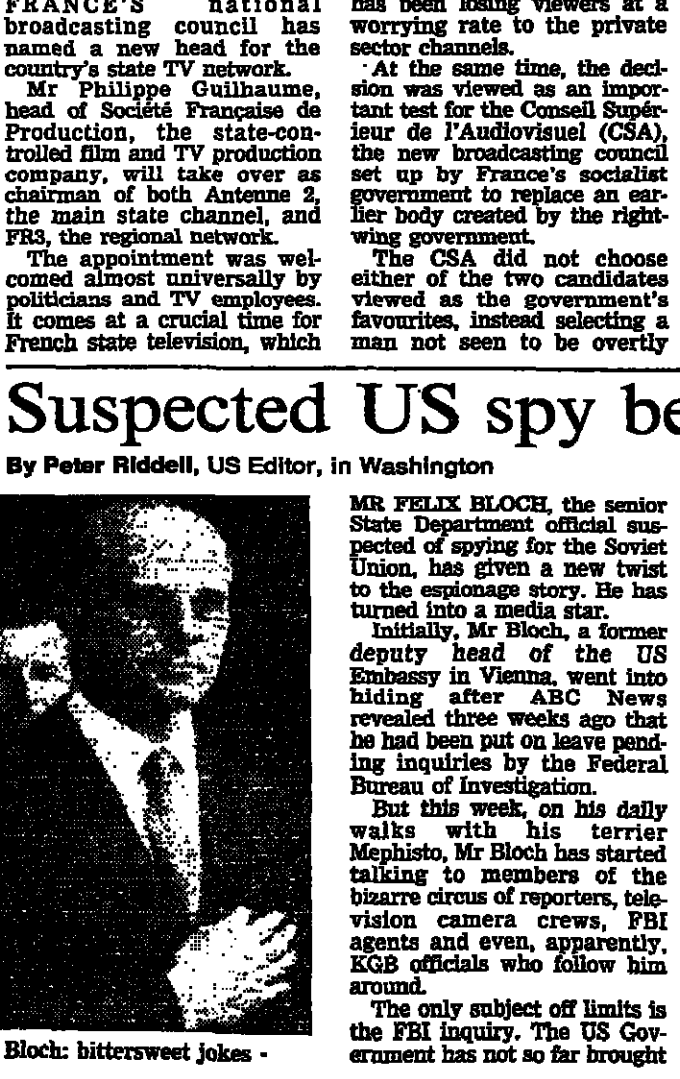 FRANCE'S national
broadcasting council has
named a new head for the
country's state TV network.
Mr Philippe Guilhaume,
head of Société Française de
Production, the state-con-
trolled film and TV production
company, will take over as
chairman of both Antenne 2,
the main state channel, and
FR3, the regional network.
The appointment was wel-
comed almost universally by
politicians and TV employees.
It comes at a crucial time for
French state television, which
has been losing viewers at a
worrying rate to the private
sector channels.
At the same time, the deci-
sion was viewed as an impor-
tant test for the Conseil Supér-
ieur de l'Audiovisuel (CSA),
the new broadcasting council
set up by France's socialist
government to replace an ear-
lier body created by the right-
wing government.
The CSA did not choose
either of the two candidates
viewed as the government's
favourites, instead selecting a
man not seen to be overtly
Suspected US spy be
By Peter Riddell, US Editor, in Washington
Bloch: bittersweet jokes -
MR FELIX BLOCH, the senior
State Department official sus-
pected of spying for the Soviet
Union, has given a new twist
to the espionage story. He has
turned into a media star.
Initially, Mr Bloch, a former
deputy head of the US
Embassy in Vienna, went into
hiding after ABC News
revealed three weeks ago that
he had been put on leave pend-
ing inquiries by the Federal
Bureau of Investigation.
But this week, on his daily
walks with his terrier
Mephisto, Mr Bloch has started
talking to members of the
bizarre circus of reporters, tele-
vision camera crews, FBI
agents and even, apparently,
KGB officials who follow him
around.
The only subject off limits is
the FBI inquiry. The US Gov-
ernment has not so far brought